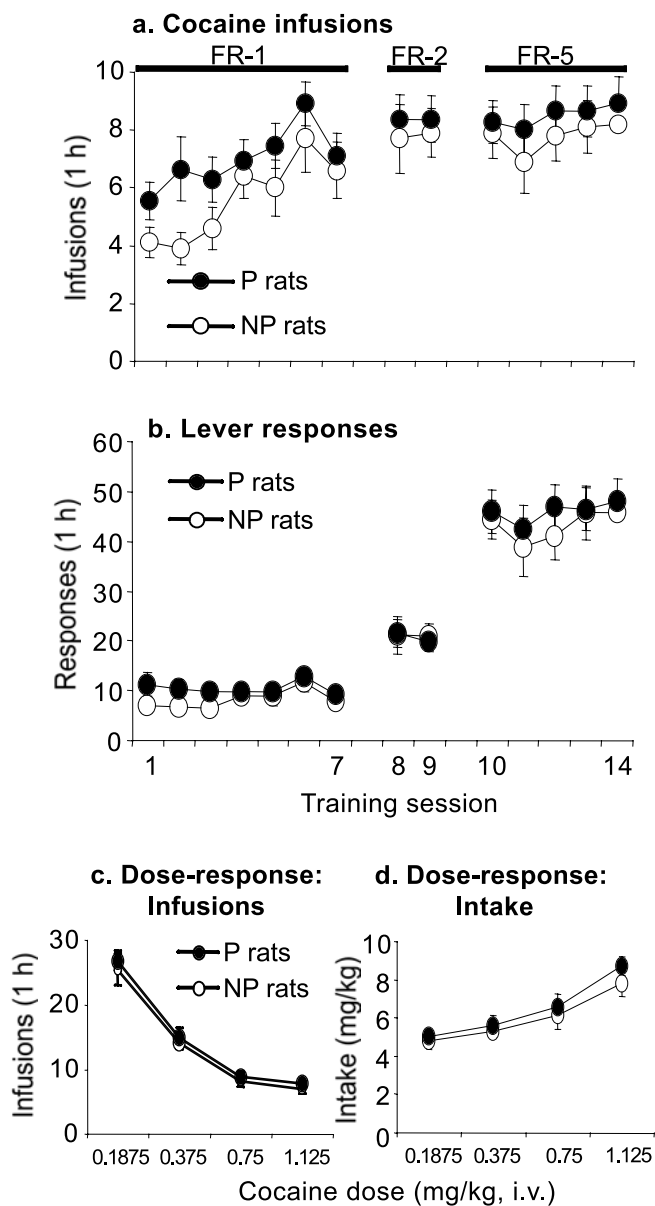 a. Cocaine infusions
FR-1 FR-2 FR-5
10
8
6
4
2
0
Infusions (1 h)
P rats
NP rats
b. Lever responses
60
50
40
30
20
10
0
Responses (1 h)
P rats
NP rats
1 7 8 9 10 14
Training session
c. Dose-response:
Infusions
30
20
10
0
Infusions (1 h)
P rats
NP rats
0.1875 0.375 0.75 1.125
d. Dose-response:
Intake
10
8
6
4
2
0
Intake (mg/kg)
0.1875 0.375 0.75 1.125
Cocaine dose (mg/kg, i.v.)